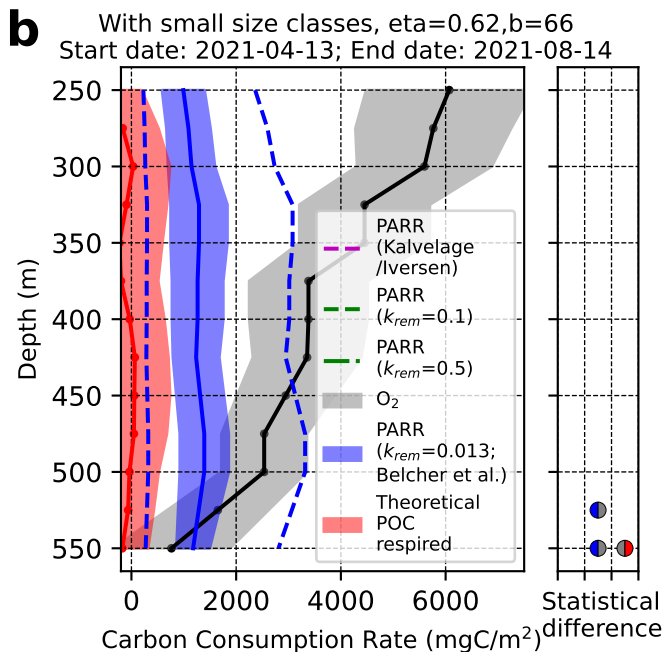 b
With small size classes, eta=0.62,b=66
Start date: 2021-04-13; End date: 2021-08-14
250
300
350
400
450
500
550
Depth (m)
PARR
(Kalvelage
/Iversen)
PARR
(k_rem=0.1)
PARR
(k_rem=0.5)
O₂
PARR
(k_rem=0.013;
Belcher et al.)
Theoretical
POC
respired
0 2000 4000 6000
Carbon Consumption Rate (mgC/m²)
Statistical
difference